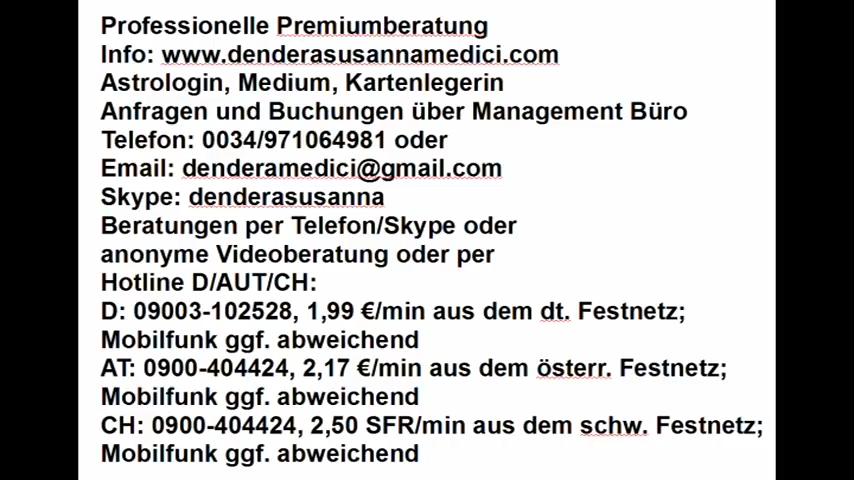 Professionelle Premiumberatung
Info: www.denderasusannamedici.com
Astrologin, Medium, Kartenlegerin
Anfragen und Buchungen über Management Büro
Telefon: 0034/971064981 oder
Email: denderamedici@gmail.com
Skype: denderasusanna
Beratungen per Telefon/Skype oder
anonyme Videoberatung oder per
Hotline D/AUT/CH:
D: 09003-102528, 1,99 €/min aus dem dt. Festnetz;
Mobilfunk ggf. abweichend
AT: 0900-404424, 2,17 €/min aus dem österr. Festnetz;
Mobilfunk ggf. abweichend
CH: 0900-404424, 2,50 SFR/min aus dem schw. Festnetz;
Mobilfunk ggf. abweichend